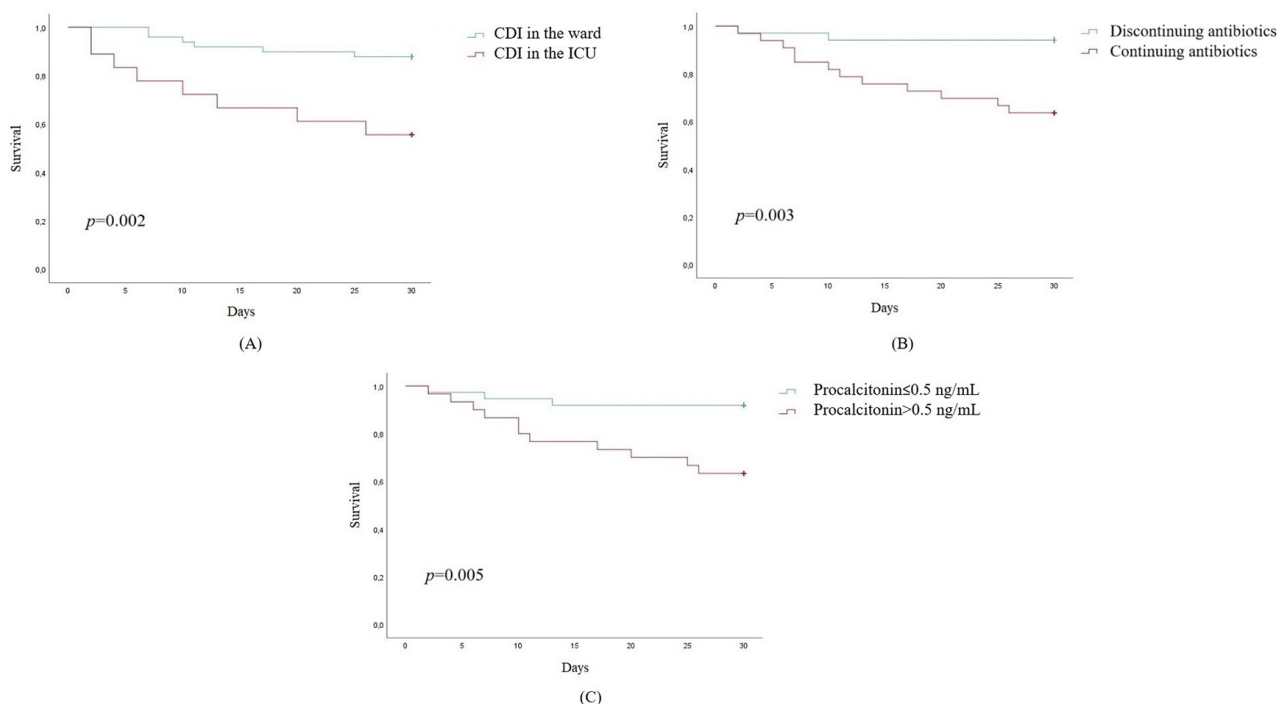 1,0
0,8
0,6
0,4
0,2
0,0
Survival
p=0.002
0 5 10 15 20 25 30
Days
(A)
CDI in the ward
CDI in the ICU
1,0
0,8
0,6
0,4
0,2
0,0
Survival
p=0.003
0 5 10 15 20 25 30
Days
(B)
Discontinuing antibiotics
Continuing antibiotics
1,0
0,8
0,6
0,4
0,2
0,0
Survival
p=0.005
0 5 10 15 20 25 30
Days
(C)
Procalcitonin≤0.5 ng/mL
Procalcitonin>0.5 ng/mL